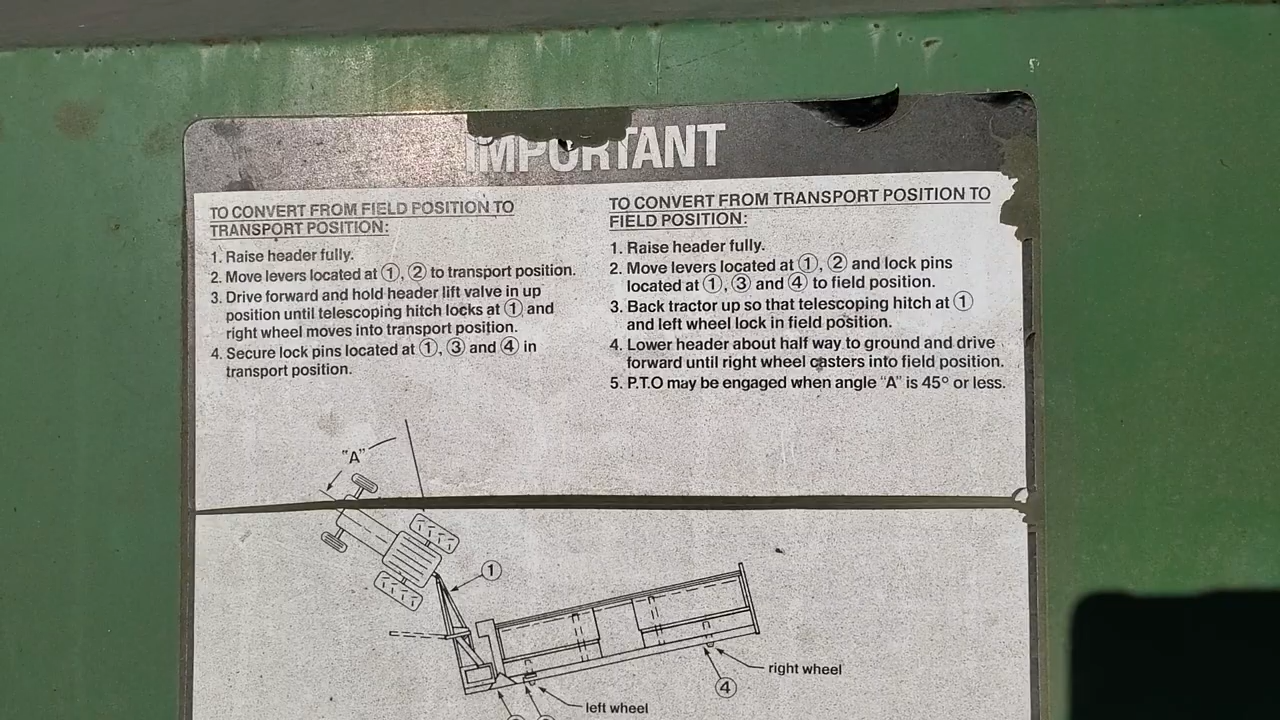 IMPORTANT
TO CONVERT FROM FIELD POSITION TO
TRANSPORT POSITION:
1. Raise header fully.
2. Move levers located at ①, ② to transport position.
3. Drive forward and hold header lift valve in up
position until telescoping hitch locks at ① and
right wheel moves into transport position.
4. Secure lock pins located at ①, ③ and ④ in
transport position.
TO CONVERT FROM TRANSPORT POSITION TO
FIELD POSITION:
1. Raise header fully.
2. Move levers located at ①, ② and lock pins
located at ①, ③ and ④ to field position.
3. Back tractor up so that telescoping hitch at ①
and left wheel lock in field position.
4. Lower header about half way to ground and drive
forward until right wheel casters into field position.
5. P.T.O may be engaged when angle "A" is 45° or less.
"A"
①
right wheel
④
left wheel